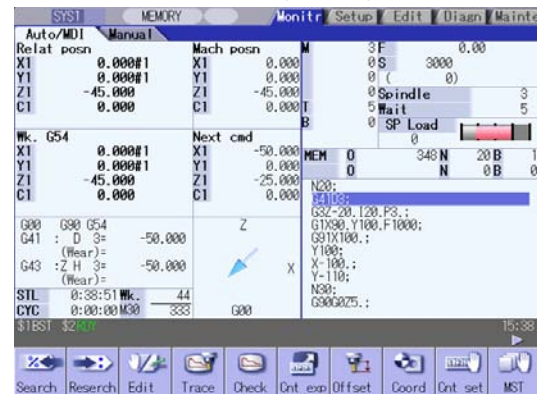 SYS1 MEMORY Monitr Setup Edit Diagn Mainte
Auto/MDI Manual
Relat posn Mach posn
X1 0.000#1 X1 0.000
Y1 0.000#1 Y1 0.000
Z1 -45.000 Z1 -45.000
C1 0.000 C1 0.000
M 3 F 0.00
0 S 3000
0 ( 0)
0 Spindle 3
T 5 Wait 5
B 0 SP Load
0
Wk. G54 Next cmd
X1 0.000#1 X1 -50.000
Y1 0.000#1 Y1 0.000
Z1 -45.000 Z1 -25.000
C1 0.000 C1 0.000
MEM O 348 N 20 B 1
O N 0 B 0
N20;
G41D3;
G3Z-20.I20.P3.;
G1X90.Y100.F1000;
G91X100.;
Y100;
X-100.;
Y-110;
N30;
G90G0Z5.;
G00 G90 G54 Z
G41 : D 3= -50.000
(Wear)=
G43 :Z H 3= -50.000 X
(Wear)=
STL 0:38:51 Wk. 44
CYC 0:00:00 M30 333 G00
$1BST $2RDY 15:38
Search Reserch Edit Trace Check Cnt exp Offset Coord Cnt set MST